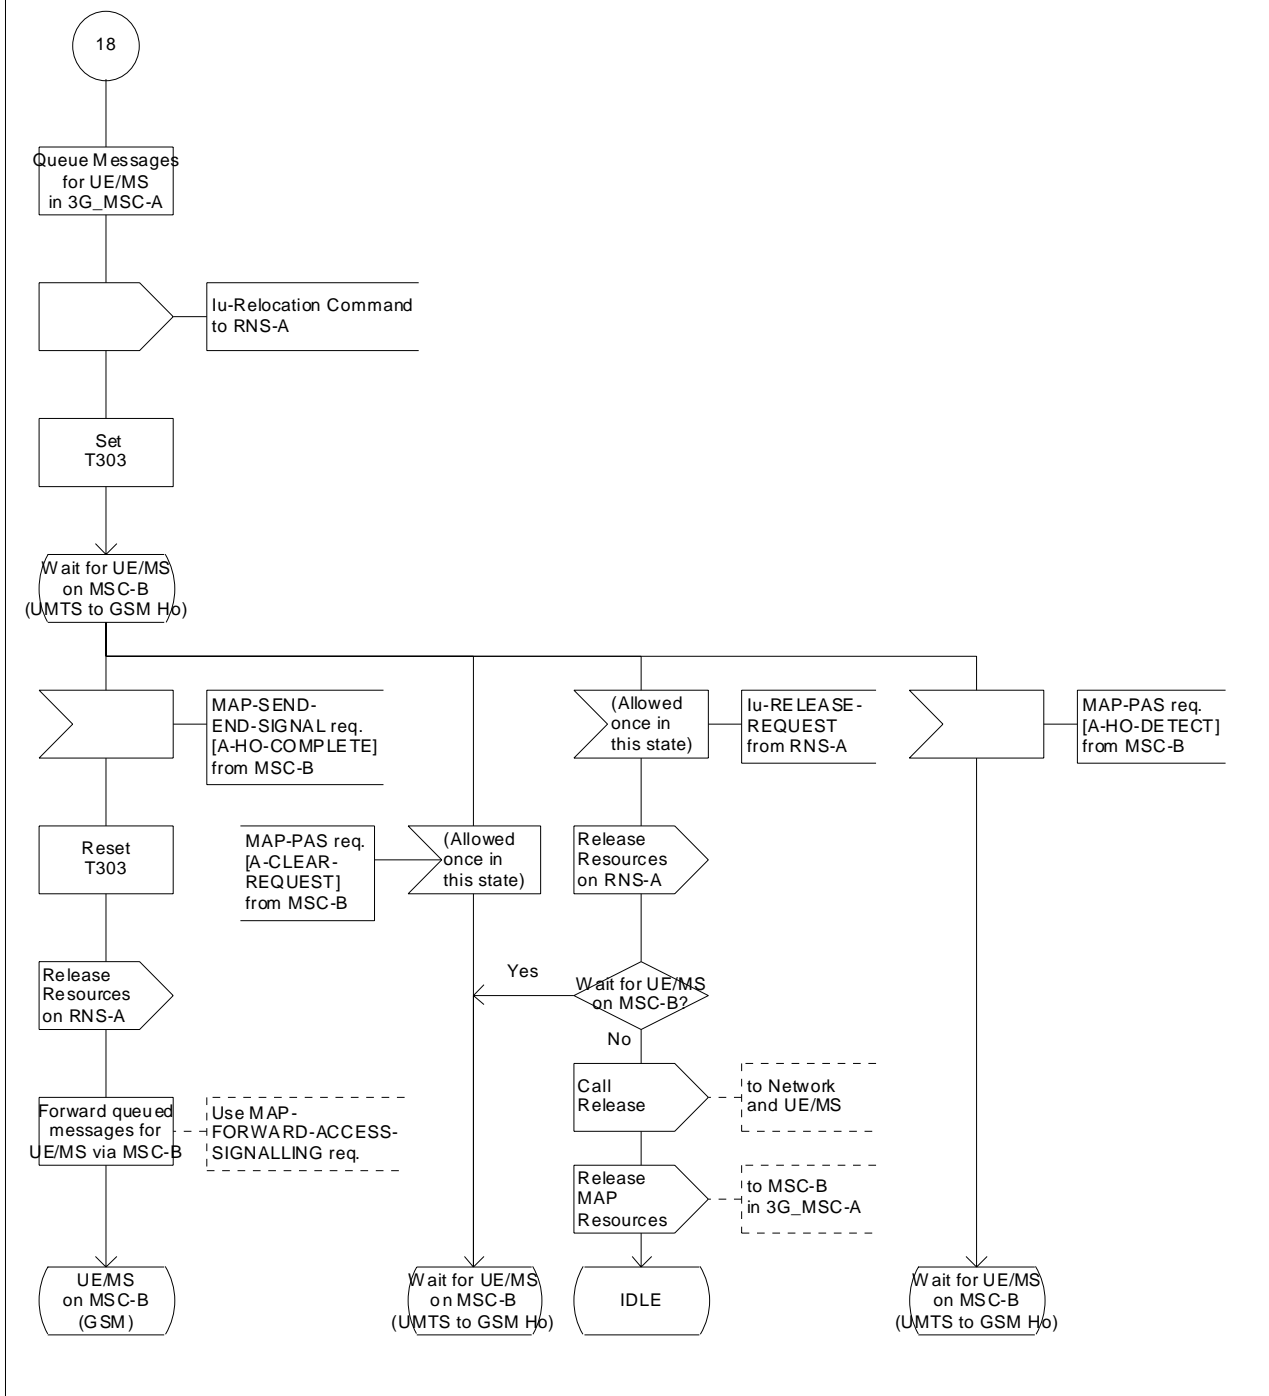 18
Queue Messages
for UE/MS
in 3G_MSC-A
Iu-Relocation Command
to RNS-A
Set
T303
Wait for UE/MS
on MSC-B
(UMTS to GSM Ho)
MAP-SEND-
END-SIGNAL req.
[A-HO-COMPLETE]
from MSC-B
(Allowed
once in
this state)
Iu-RELEASE-
REQUEST
from RNS-A
MAP-PAS req.
[A-HO-DETECT]
from MSC-B
Reset
T303
MAP-PAS req.
[A-CLEAR-
REQUEST]
from MSC-B
(Allowed
once in
this state)
Release
Resources
on RNS-A
Release
Resources
on RNS-A
Yes
Wait for UE/MS
on MSC-B?
No
Call
Release
to Network
and UE/MS
Forward queued
messages for
UE/MS via MSC-B
Use MAP-
FORWARD-ACCESS-
SIGNALLING req.
Release
MAP
Resources
to MSC-B
in 3G_MSC-A
UE/MS
on MSC-B
(GSM)
Wait for UE/MS
on MSC-B
(UMTS to GSM Ho)
IDLE
Wait for UE/MS
on MSC-B
(UMTS to GSM Ho)